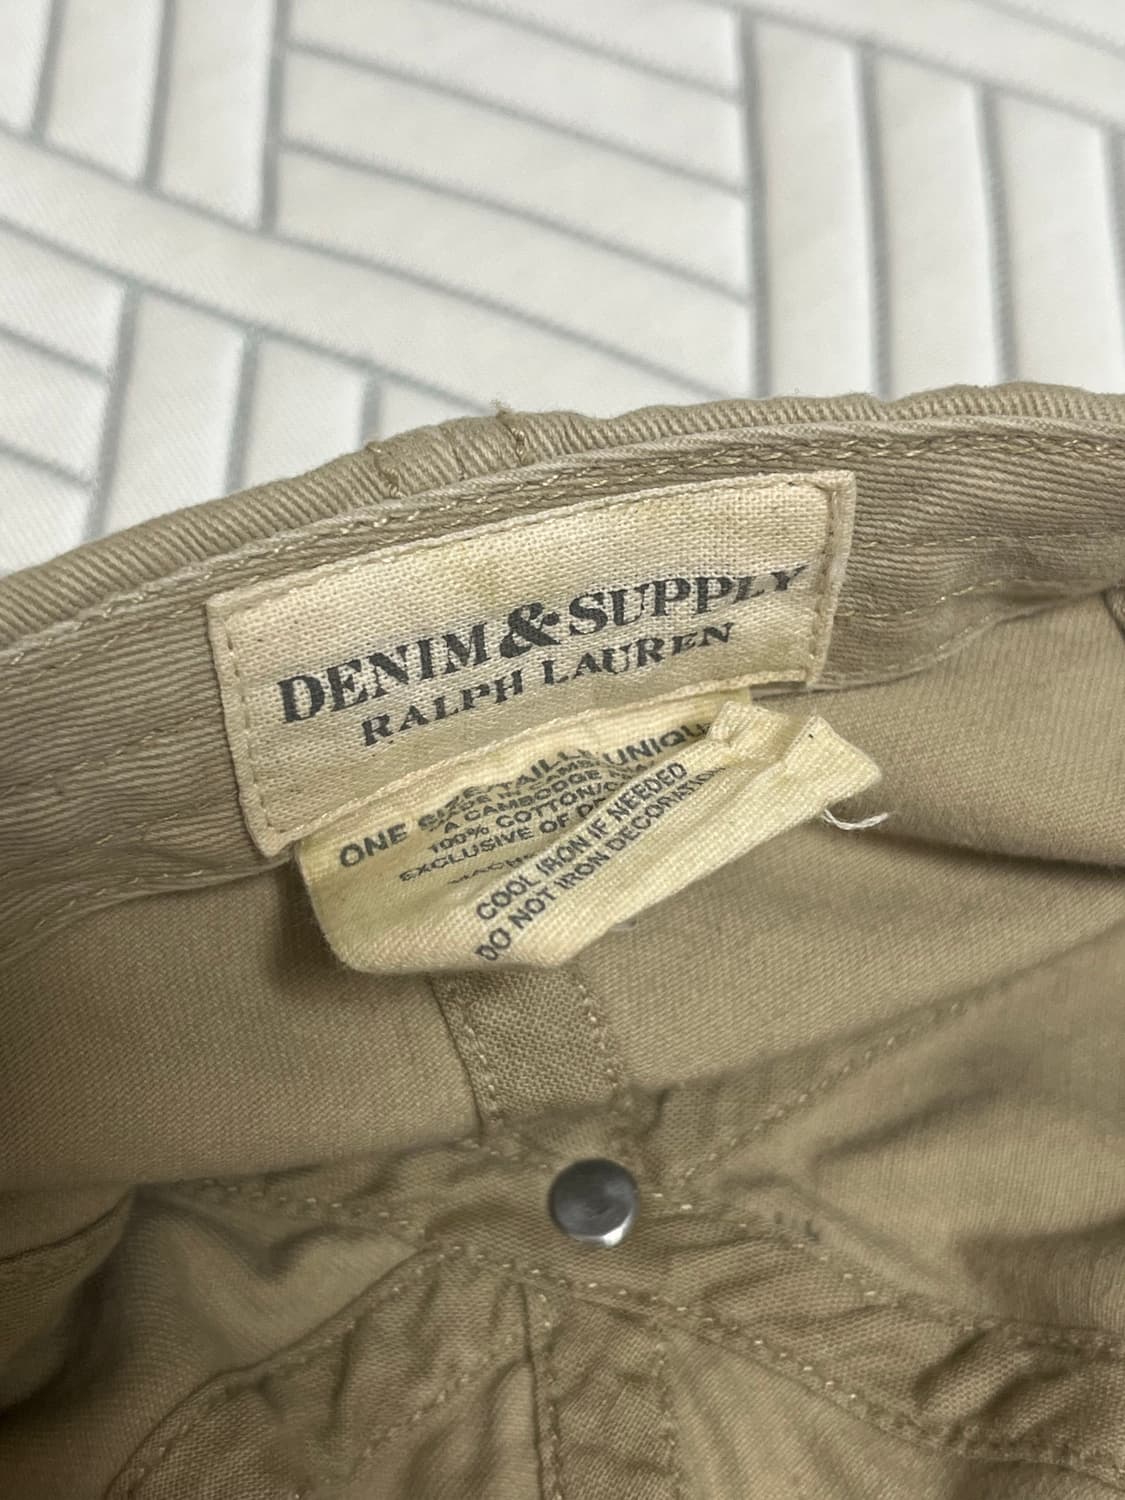 DENIM & SUPPLY
RALPH LAUREN
ONE SIZE/TAILLE UNIQUE
A CAMBODGE
100% COTTON/
EXCLUSIVE OF
COOL IRON IF NEEDED
DO NOT IRON DECORATION